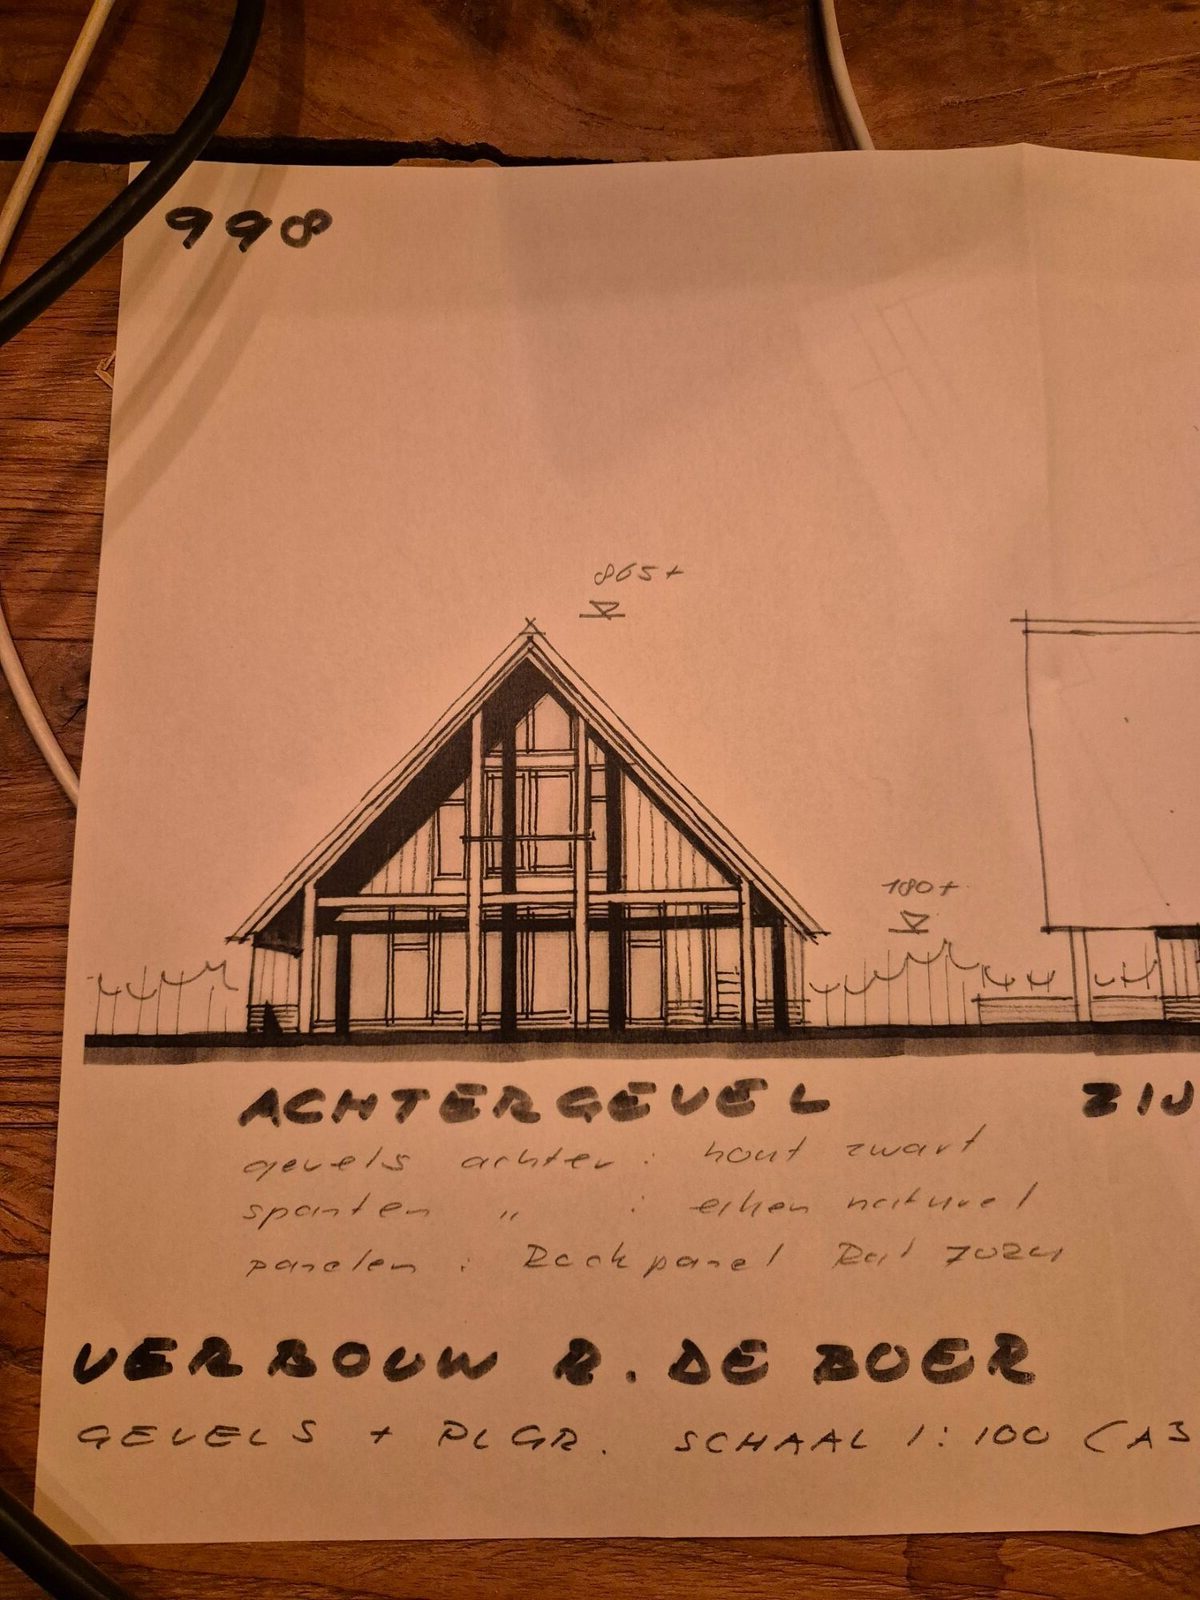 998
865+
180+
ACHTERGEVEL ZIJ
gevels achter : hout zwart
spanten " : eiken naturel
panelen : Rockpanel Ral 7024
VERBOUW R. DE BOER
GEVELS + PLGR. SCHAAL 1:100 (A3